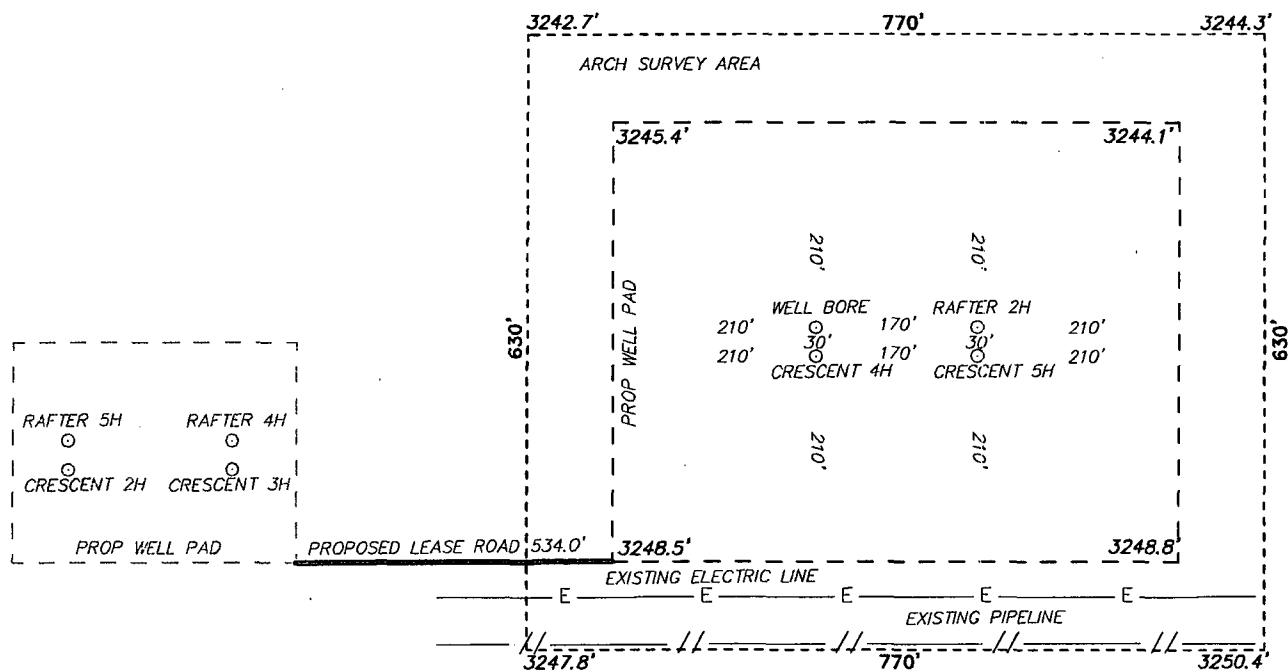 3242.7' 770' 3244.3'
ARCH SURVEY AREA
3245.4' 3244.1'
210' 210'
PROP WELL PAD
630'
630'
WELL BORE RAFTER 2H
210' 170' 210'
30' 30'
210' 170' 210'
CRESCENT 4H CRESCENT 5H
210' 210'
RAFTER 5H RAFTER 4H
CRESCENT 2H CRESCENT 3H
PROP WELL PAD PROPOSED LEASE ROAD 534.0' 3248.5' 3248.8'
EXISTING ELECTRIC LINE
E E E E E
EXISTING PIPELINE
3247.8' 770' 3250.4'